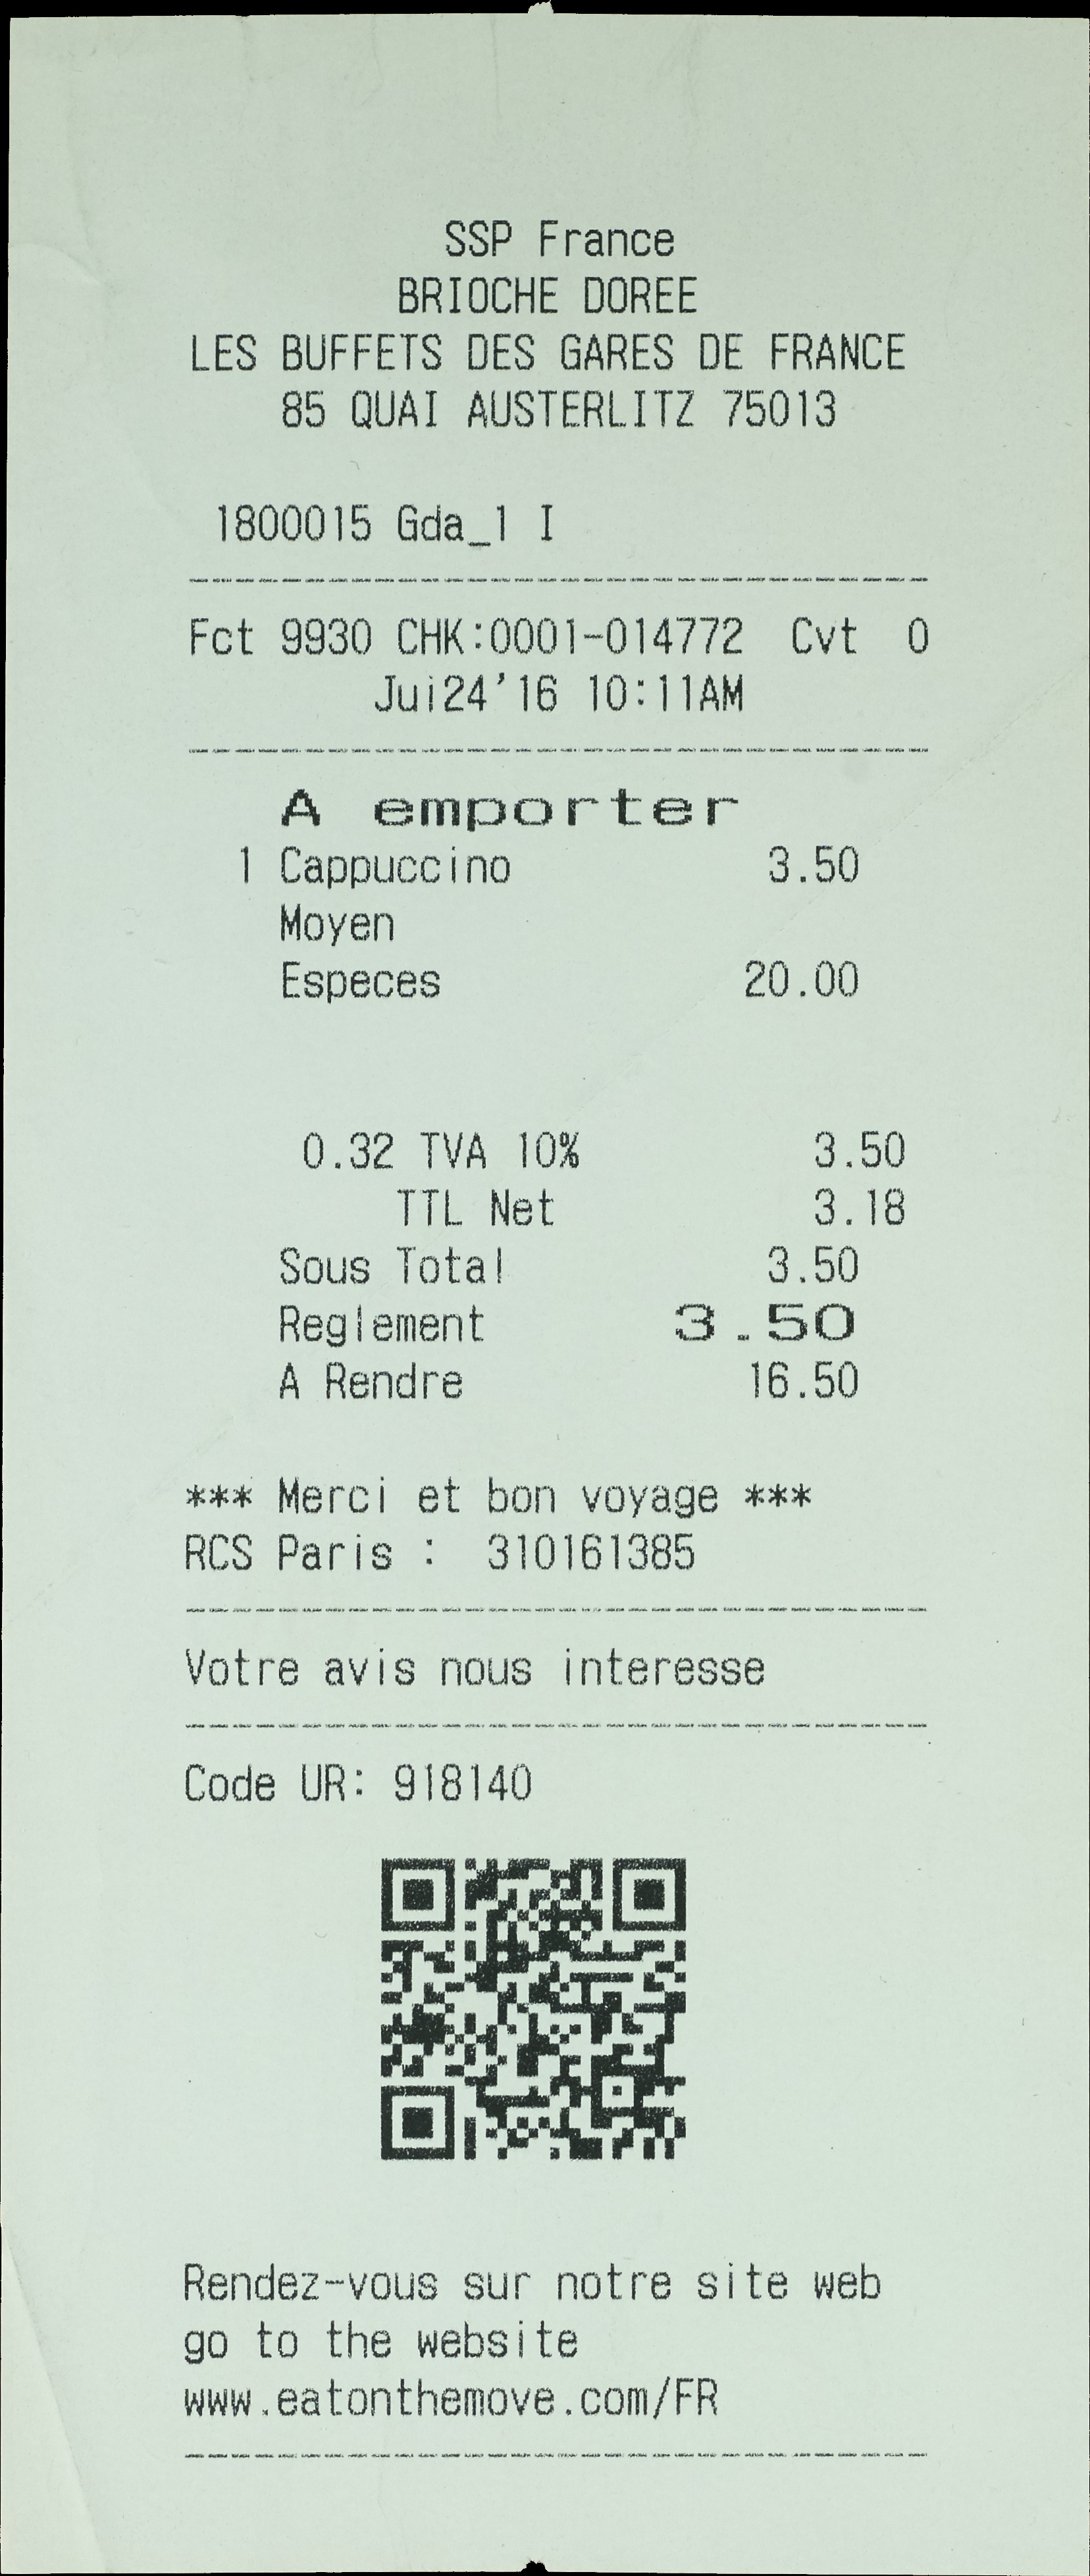 SSP France
BRIOCHE DOREE
LES BUFFETS DES GARES DE FRANCE
85 QUAI AUSTERLITZ 75013
1800015 Gda_1 I
Fct 9930 CHK:0001-014772 Cvt 0
Jui24'16 10:11AM
A emporter
1 Cappuccino 3.50
Moyen
Especes 20.00
0.32 TVA 10% 3.50
TTL Net 3.18
Sous Total 3.50
Reglement 3.50
A Rendre 16.50
*** Merci et bon voyage ***
RCS Paris : 310161385
Votre avis nous interesse
Code UR: 918140
Rendez-vous sur notre site web
go to the website
www.eatonthemove.com/FR